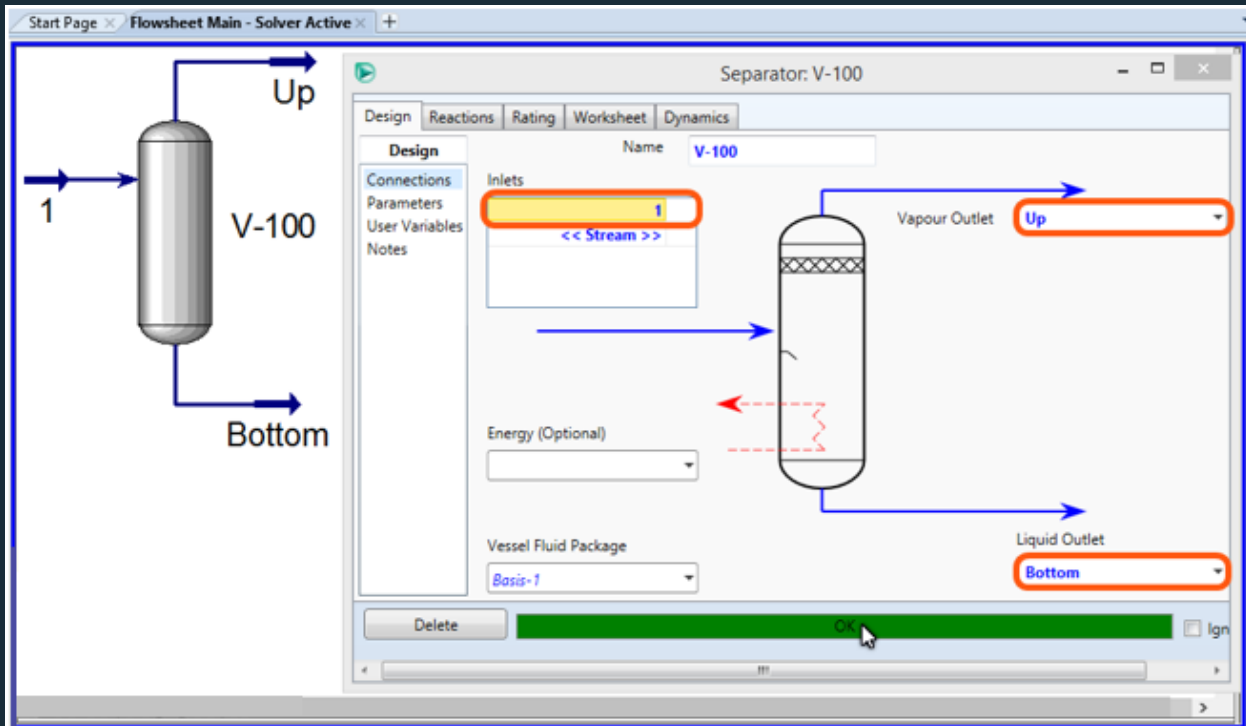 Start Page
Flowsheet Main - Solver Active
Up
1
V-100
Bottom
Separator: V-100
Design
Reactions
Rating
Worksheet
Dynamics
Design
Connections
Parameters
User Variables
Notes
Name
V-100
Inlets
1
<< Stream >>
Vapour Outlet
Up
Energy (Optional)
Vessel Fluid Package
Basis-1
Liquid Outlet
Bottom
Delete
OK
Ign